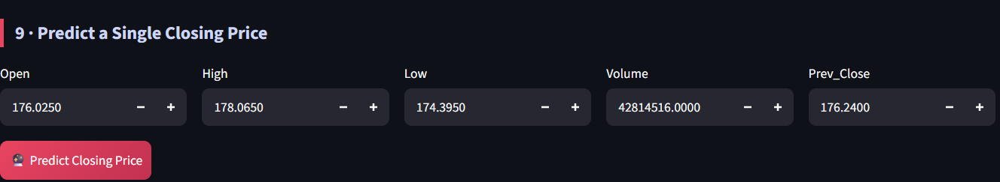 9 · Predict a Single Closing Price
Open High Low Volume Prev_Close
176.0250 − + 178.0650 − + 174.3950 − + 42814516.0000 − + 176.2400 − +
🔮 Predict Closing Price